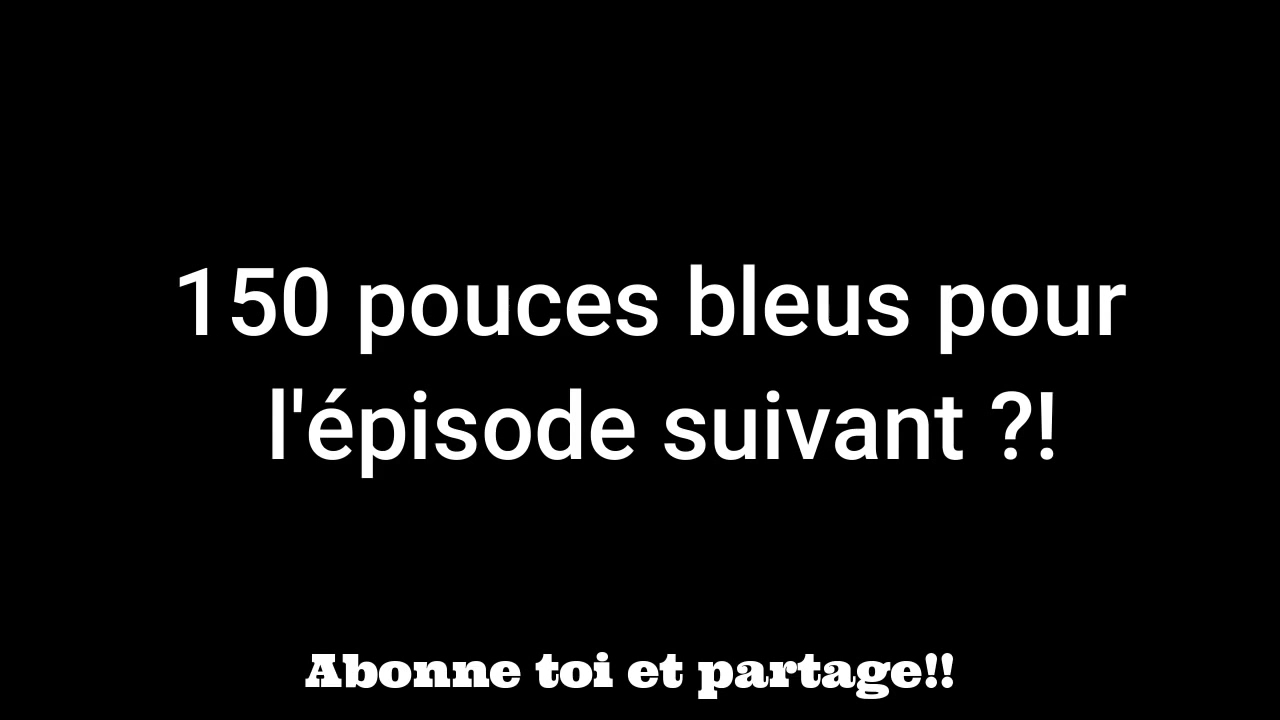 150 pouces bleus pour
l'épisode suivant ?!
Abonne toi et partage!!